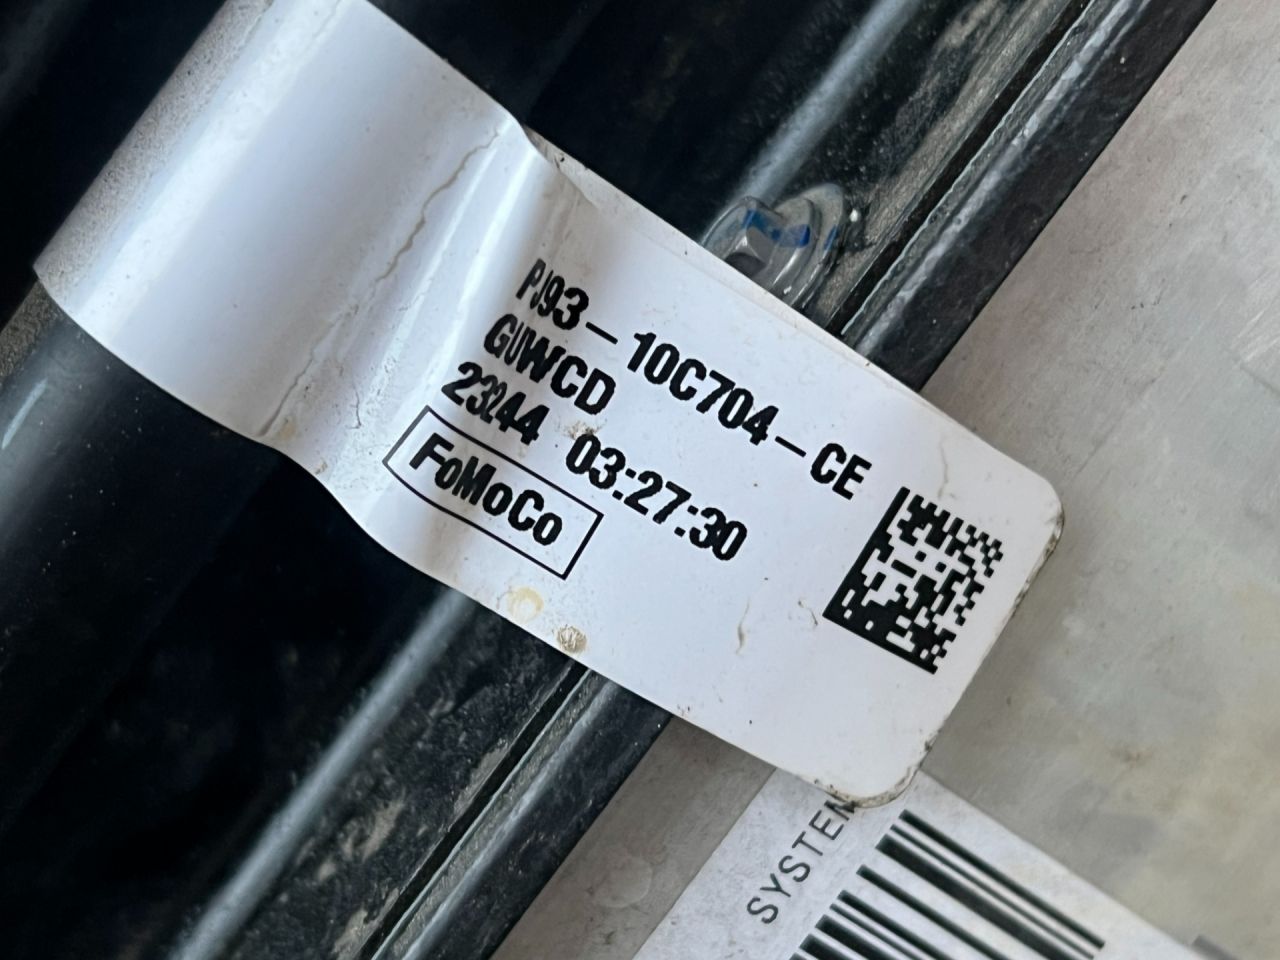 PJ93-10C704-CE
GUWCD
23244 03:27:30
FoMoCo
SYSTEM